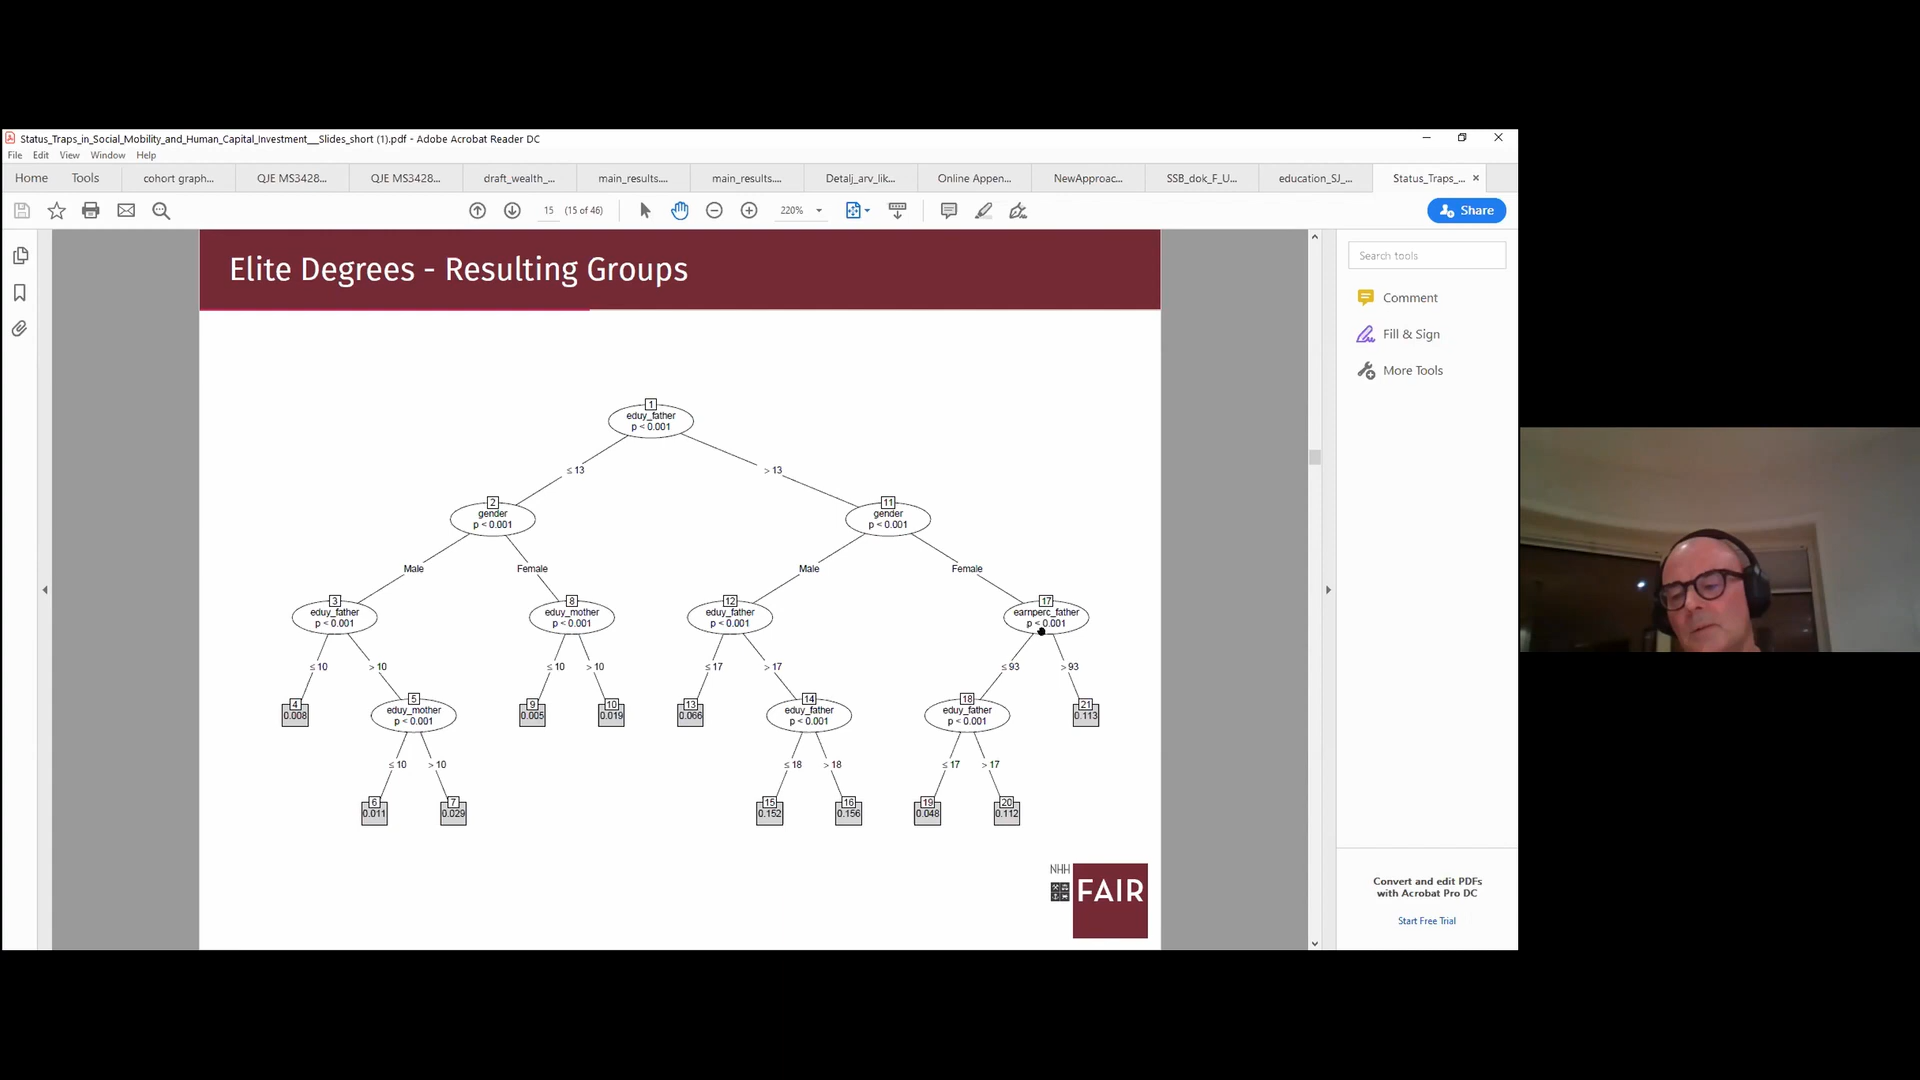 Status_Traps_in_Social_Mobility_and_Human_Capital_Investment__Slides_short (1).pdf - Adobe Acrobat Reader DC
File Edit View Window Help
Home Tools cohort graph... QJE MS3428... QJE MS3428... draft_wealth_... main_results.... main_results.... Detalj_arv_lik... Online Appen... NewApproac... SSB_dok_F_U... education_SJ_... Status_Traps_... ×
15 (15 of 46) 220% Share
Elite Degrees - Resulting Groups
Search tools
Comment
Fill & Sign
More Tools
1
eduy_father
p < 0.001
≤ 13 > 13
2 11
gender gender
p < 0.001 p < 0.001
Male Female Male Female
3 8 12 17
eduy_father eduy_mother eduy_father earnperc_father
p < 0.001 p < 0.001 p < 0.001 p < 0.001
≤ 10 > 10 ≤ 10 > 10 ≤ 17 > 17 ≤ 93 > 93
4 5 9 10 13 14 18 21
0.008 eduy_mother 0.005 0.019 0.066 eduy_father eduy_father 0.113
p < 0.001 p < 0.001 p < 0.001
≤ 10 > 10 ≤ 18 > 18 ≤ 17 > 17
6 7 15 16 19 20
0.011 0.029 0.152 0.156 0.048 0.112
NHH
FAIR
Convert and edit PDFs
with Acrobat Pro DC
Start Free Trial